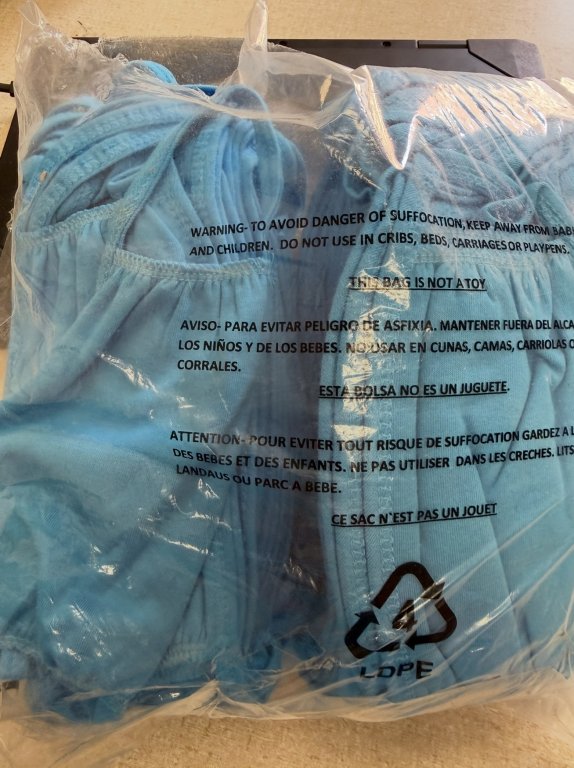 WARNING- TO AVOID DANGER OF SUFFOCATION, KEEP AWAY FROM
AND CHILDREN. DO NOT USE IN CRIBS, BEDS, CARRIAGES OR PLAYPENS.
THIS BAG IS NOT A TOY
AVISO- PARA EVITAR PELIGRO DE ASFIXIA. MANTENER FUERA DEL
LOS NIÑOS Y DE LOS BEBES. NO USAR EN CUNAS, CAMAS, CARRIOLAS
CORRALES.
ESTA BOLSA NO ES UN JUGUETE.
ATTENTION- POUR EVITER TOUT RISQUE DE SUFFOCATION GARDEZ A
DES BEBES ET DES ENFANTS. NE PAS UTILISER DANS LES CRECHES. LITS
LANDAUS OU PARC A BEBE.
CE SAC N`EST PAS UN JOUET
4
LDPE